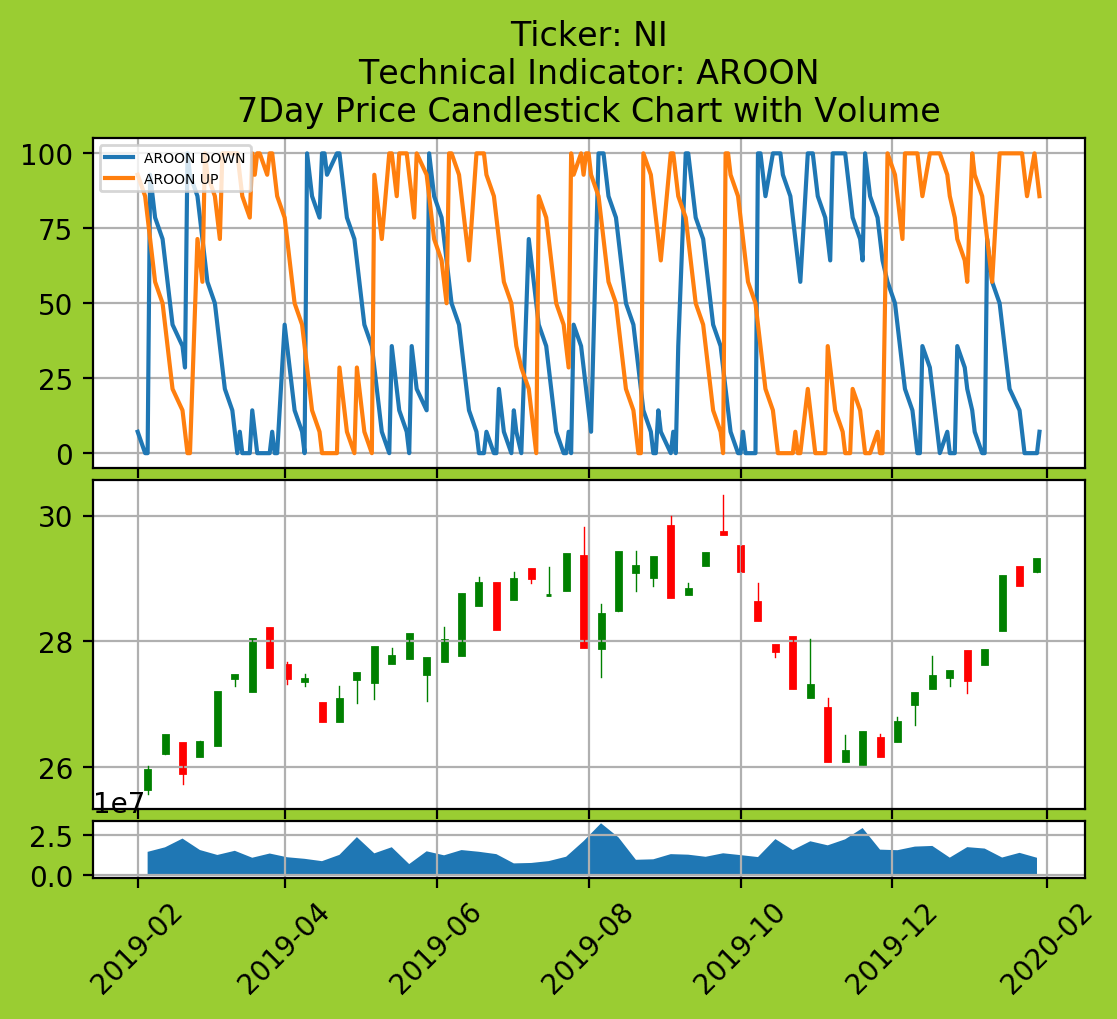 Ticker: NI
Technical Indicator: AROON
7Day Price Candlestick Chart with Volume
100
75
50
25
0
AROON DOWN
AROON UP
30
28
26
1e7
2.5
0.0
2019-02
2019-04
2019-06
2019-08
2019-10
2019-12
2020-02